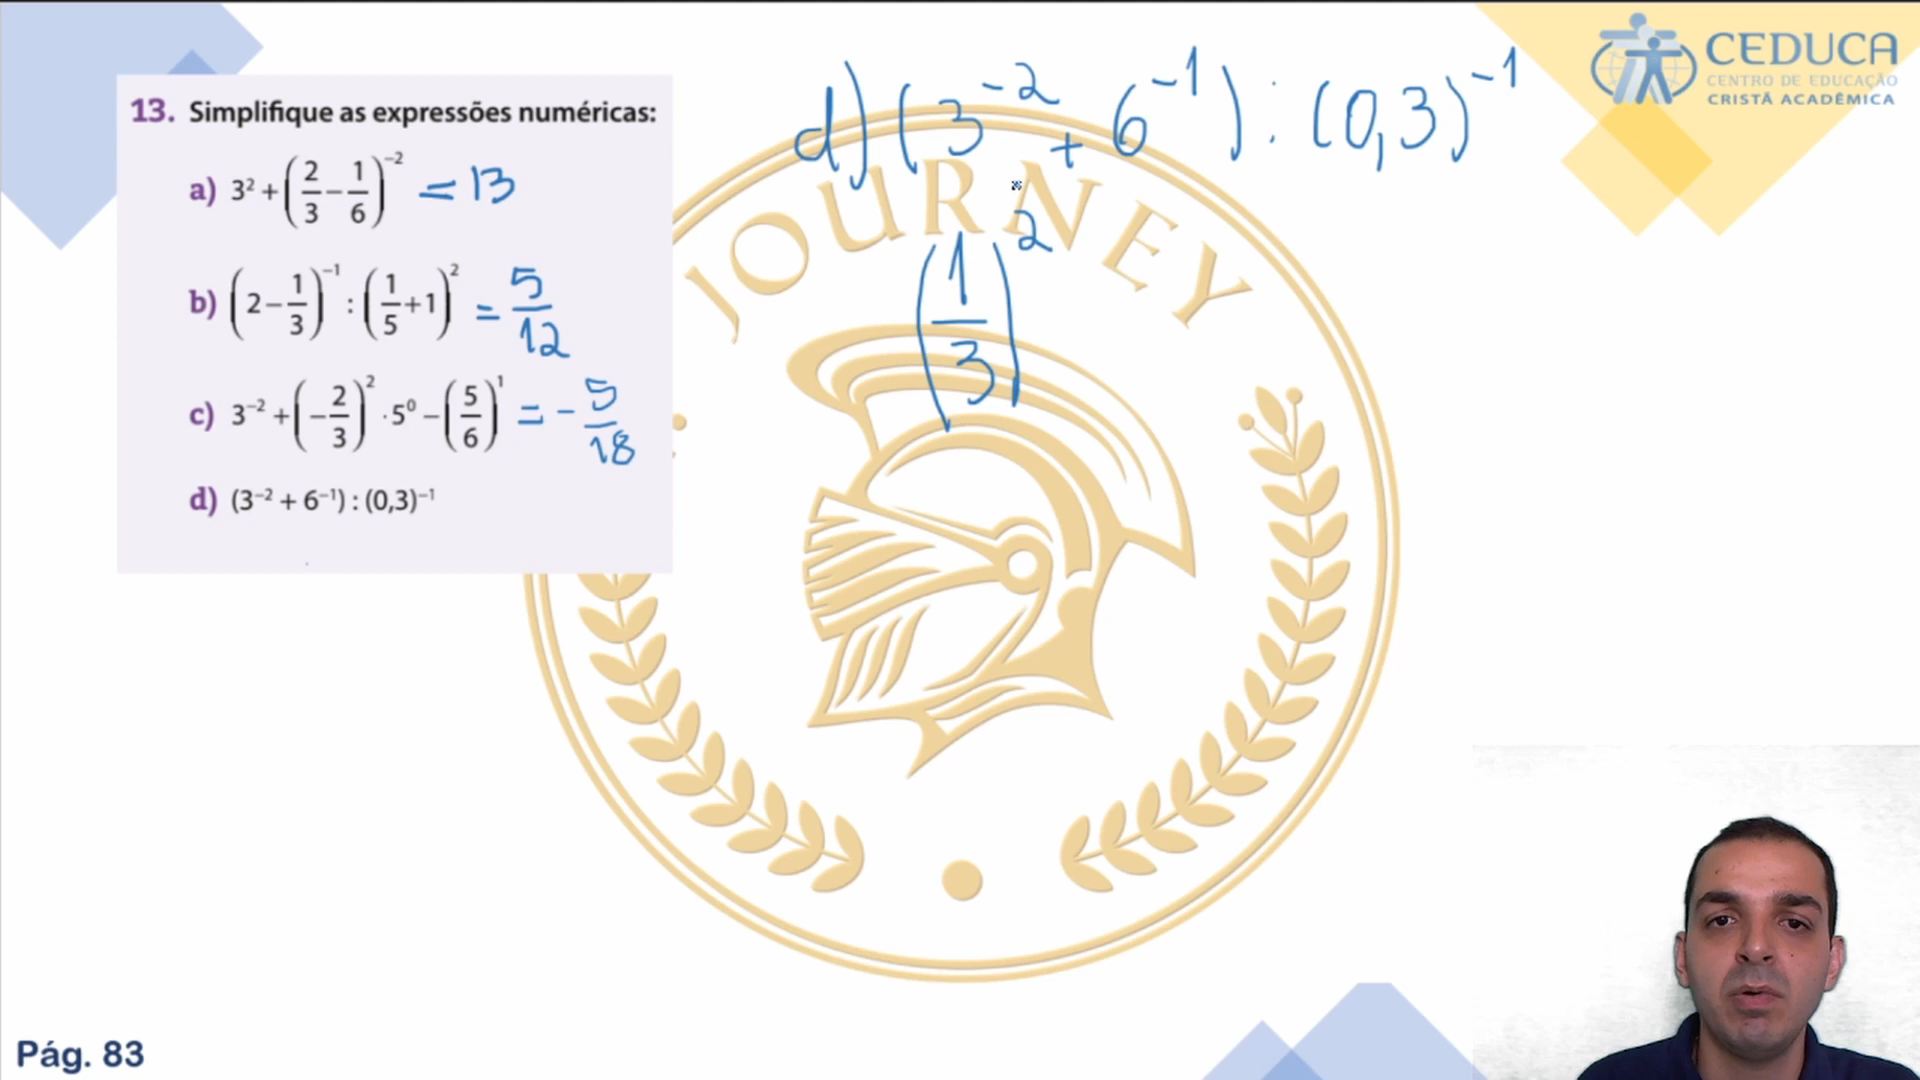 13. Simplifique as expressões numéricas:
a) 3² + (2/3 − 1/6)⁻² = 13
b) (2 − 1/3)⁻¹ : (1/5 + 1)² = 5/12
c) 3⁻² + (−2/3)² · 5⁰ − (5/6)¹ = −5/18
d) (3⁻² + 6⁻¹) : (0,3)⁻¹
d) (3⁻² + 6⁻¹) : (0,3)⁻¹
(1/3)²
JOURNEY
CEDUCA
CENTRO DE EDUCAÇÃO
CRISTÃ ACADÊMICA
Pág. 83